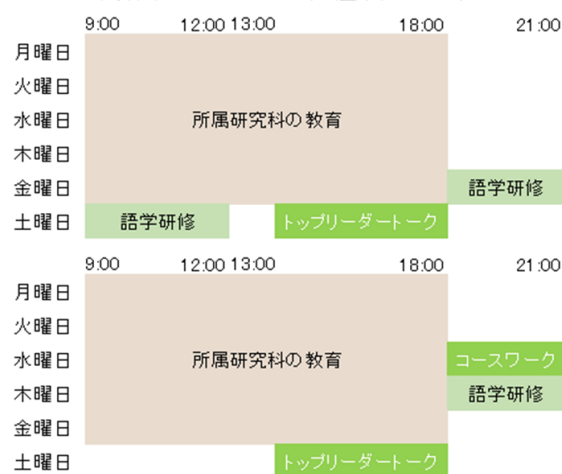 9:00 12:00 13:00 18:00 21:00
月曜日
火曜日
水曜日 所属研究科の教育
木曜日
金曜日 語学研修
土曜日 語学研修 トップリーダートーク
9:00 12:00 13:00 18:00 21:00
月曜日
火曜日
水曜日 所属研究科の教育 コースワーク
木曜日 語学研修
金曜日
土曜日 トップリーダートーク